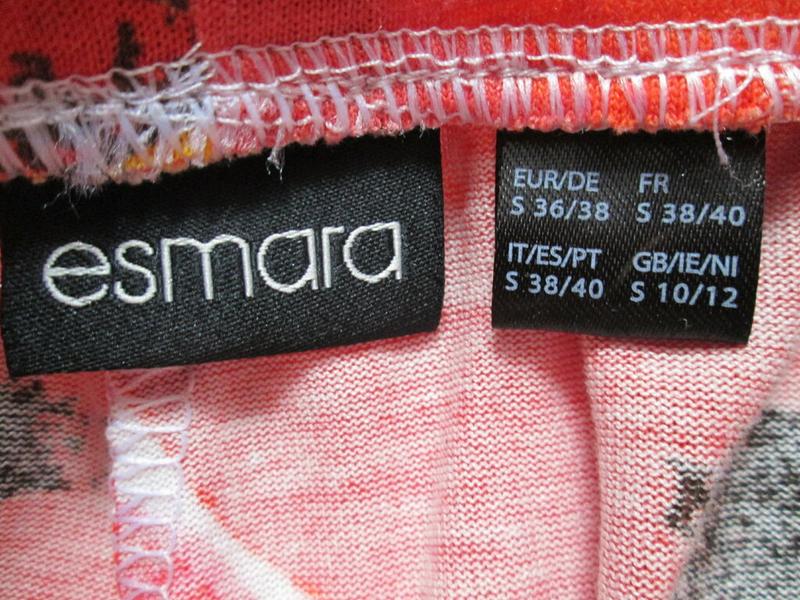 esmara
EUR/DE FR
S 36/38 S 38/40
IT/ES/PT GB/IE/NI
S 38/40 S 10/12